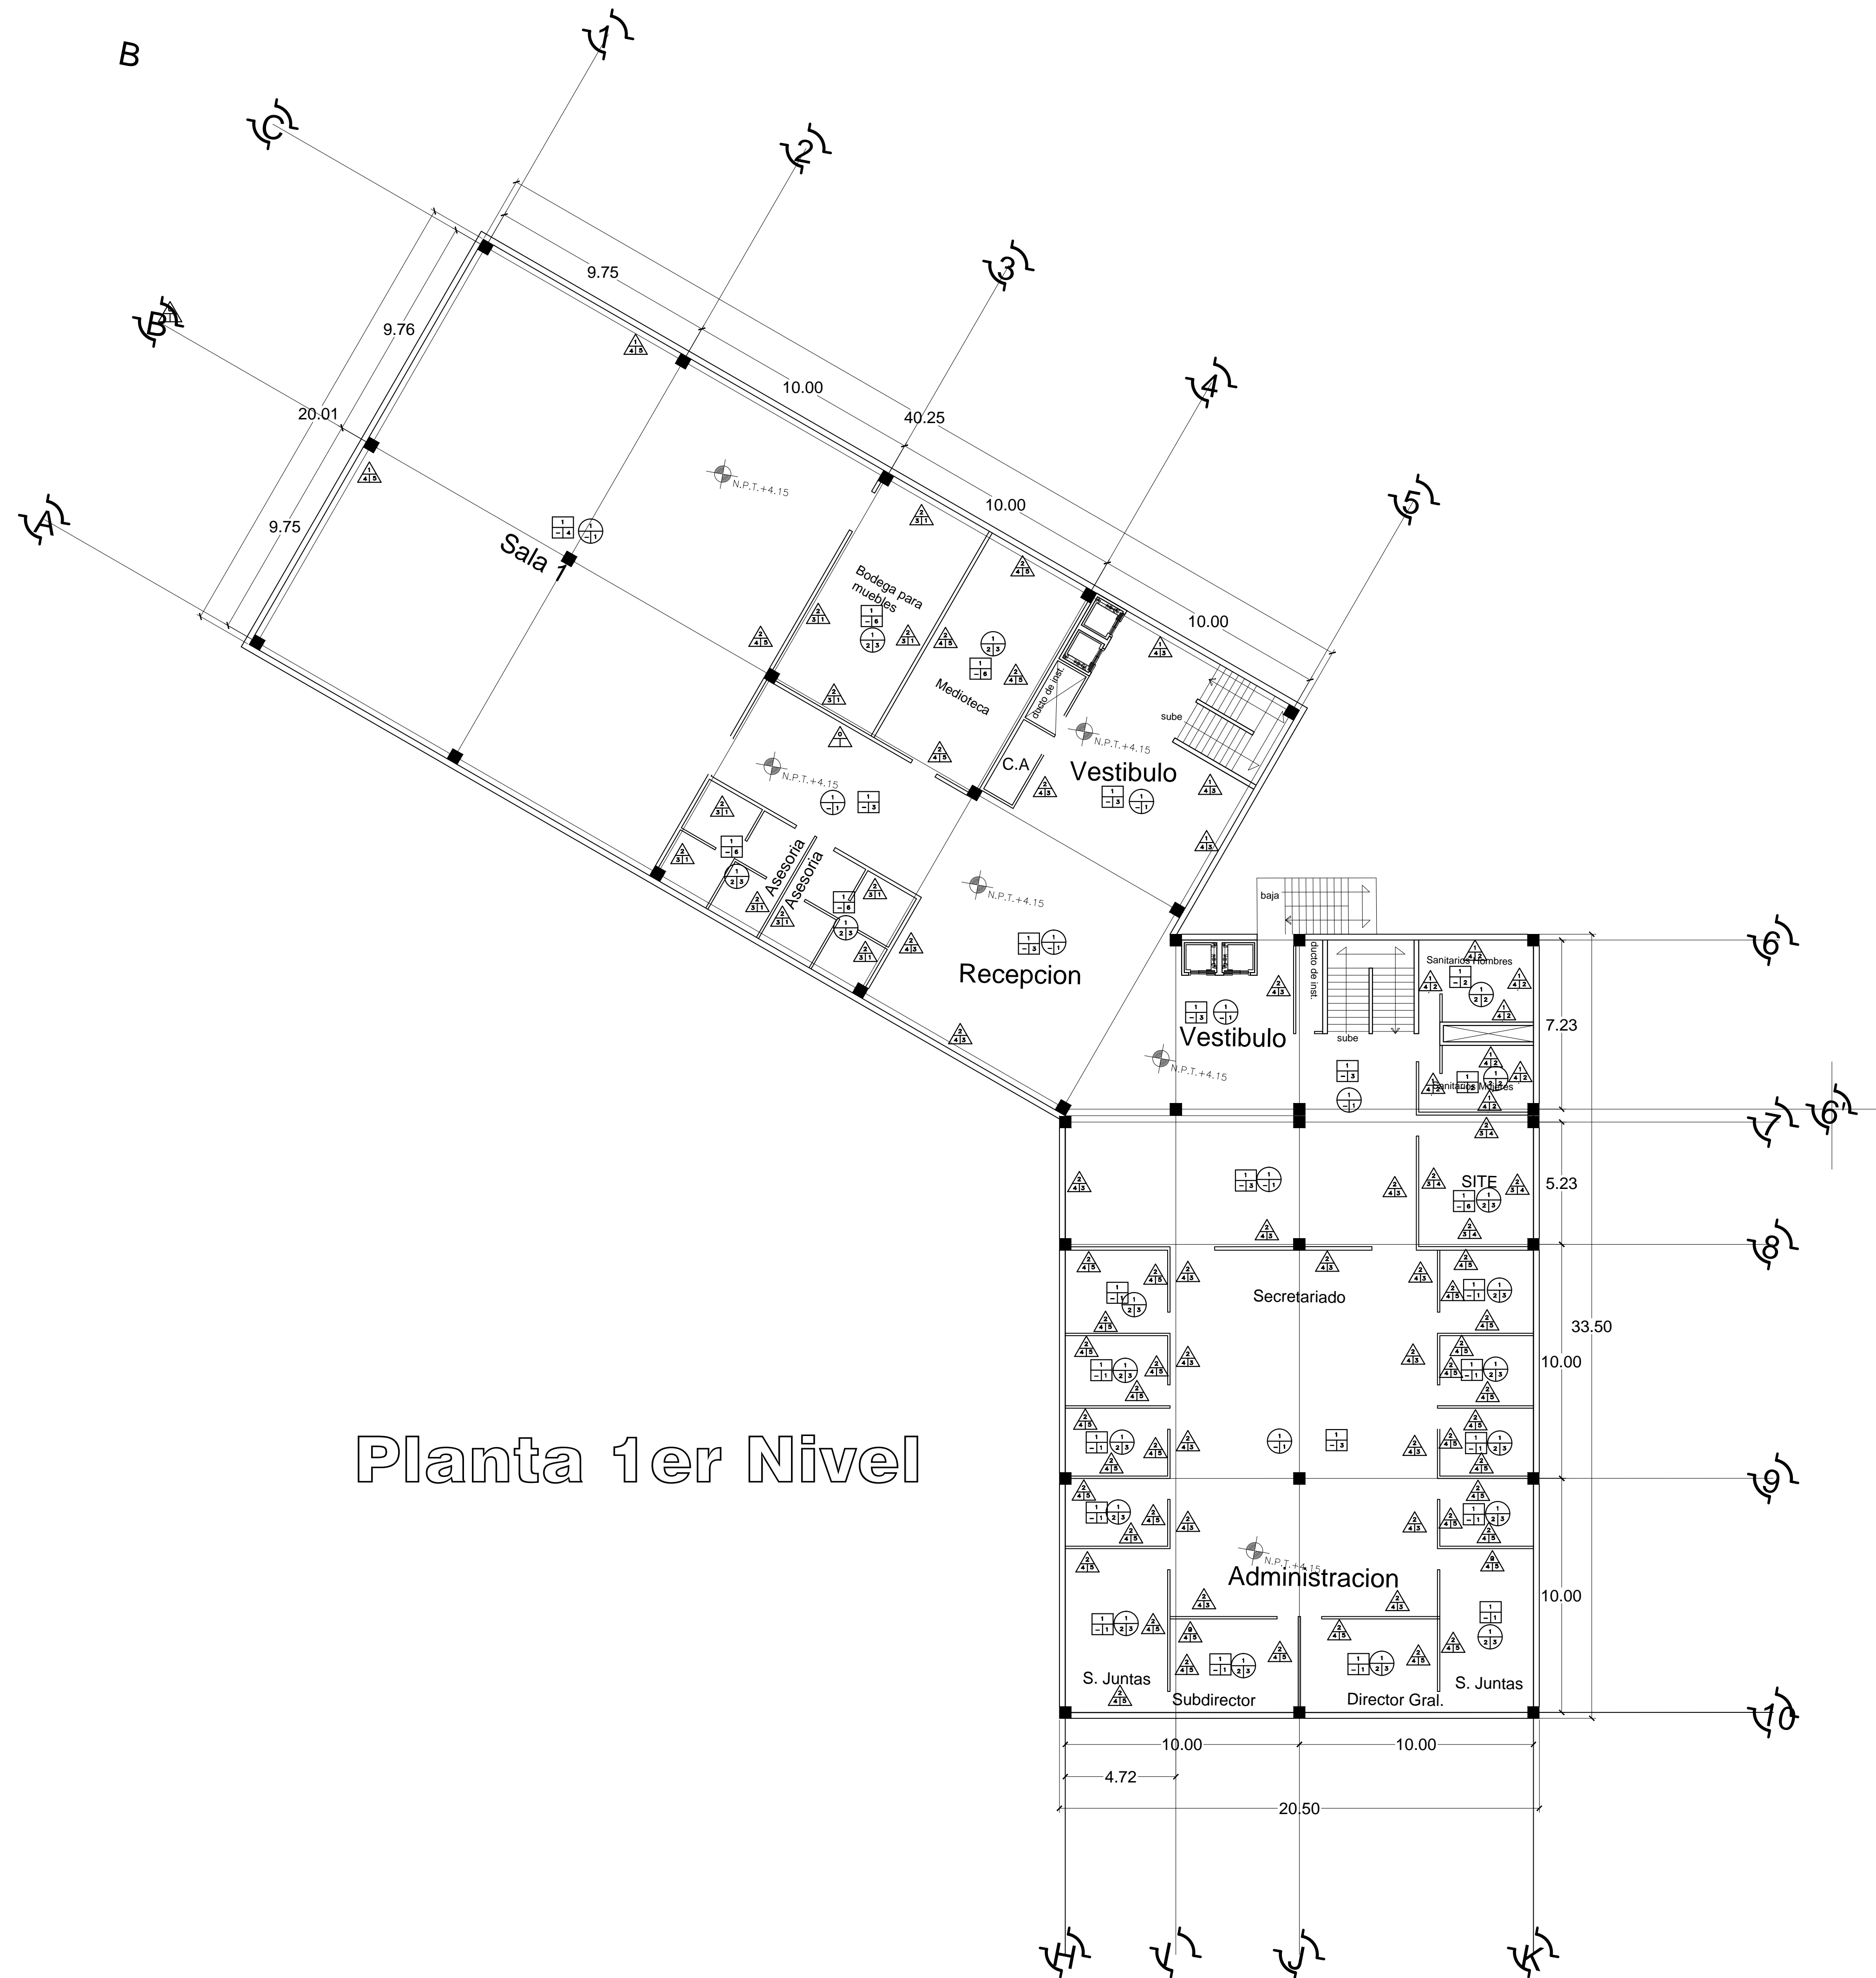 B
1
C
2
3
B
4
5
A
9.75
9.76
10.00
40.25
20.01
10.00
9.75
10.00
N.P.T.+4.15
Sala 1
Bodega para
muebles
Medioteca
ducto de inst.
sube
C.A
N.P.T.+4.15
Vestibulo
N.P.T.+4.15
Asesoria
Asesoria
N.P.T.+4.15
Recepcion
baja
ducto de inst.
Sanitarios Hombres
6
7.23
Vestibulo
sube
N.P.T.+4.15
Sanitarios Mujeres
7
6'
SITE
5.23
8
Secretariado
33.50
10.00
Planta 1er Nivel
9
N.P.T.+4.15
Administracion
10.00
S. Juntas
Subdirector
Director Gral.
S. Juntas
10
10.00
10.00
4.72
20.50
H
I
J
K